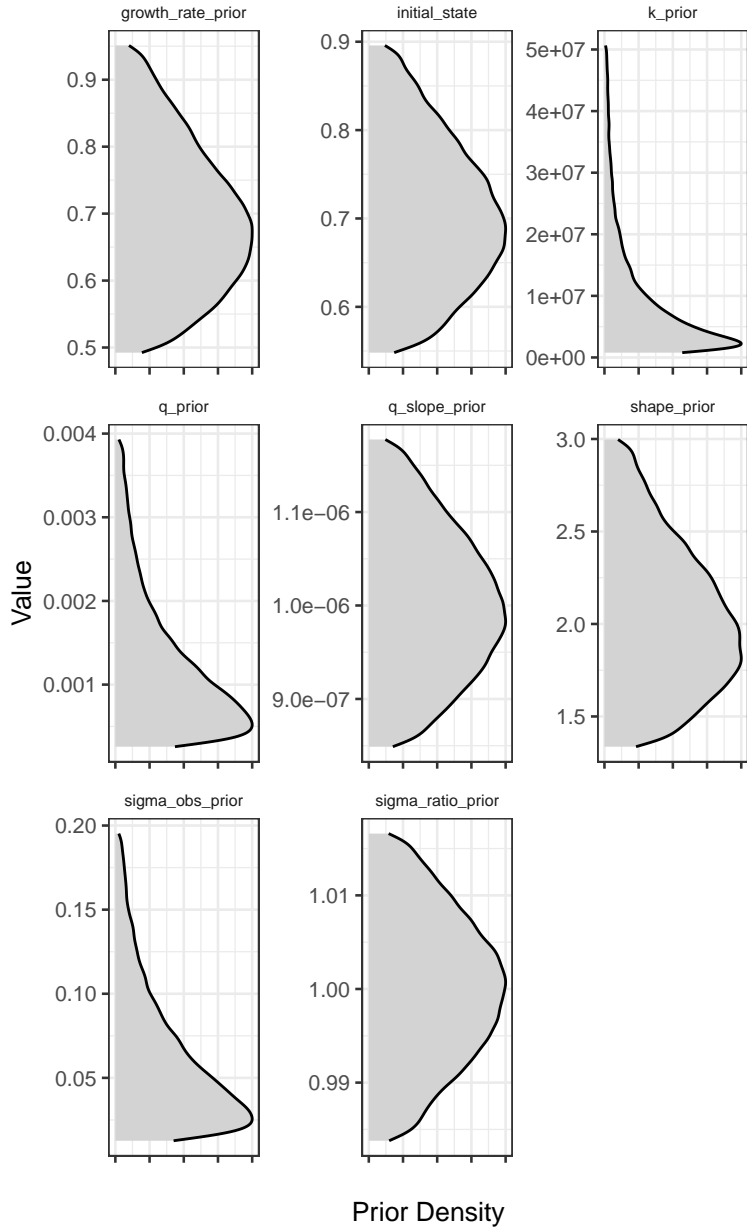 growth_rate_prior
0.9
0.8
0.7
0.6
0.5
initial_state
0.9
0.8
0.7
0.6
k_prior
5e+07
4e+07
3e+07
2e+07
1e+07
0e+00
q_prior
0.004
0.003
0.002
0.001
q_slope_prior
1.1e−06
1.0e−06
9.0e−07
shape_prior
3.0
2.5
2.0
1.5
sigma_obs_prior
0.20
0.15
0.10
0.05
sigma_ratio_prior
1.01
1.00
0.99
Value
Prior Density